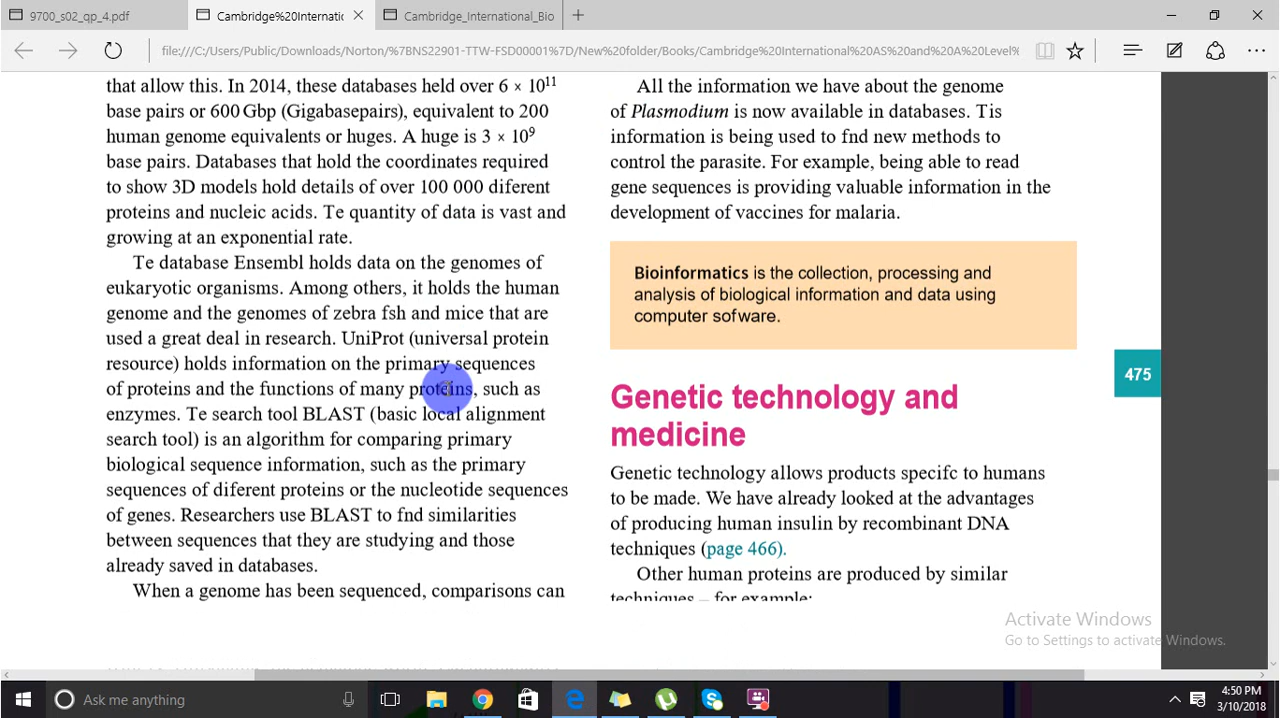 9700_s02_qp_4.pdf
Cambridge%20Internatic
Cambridge_International_Bio
file:///C:/Users/Public/Downloads/Norton/%7BNS22901-TTW-FSD00001%7D/New%20folder/Books/Cambridge%20International%20AS%20and%20A%20Level%
that allow this. In 2014, these databases held over 6 × 10¹¹
base pairs or 600 Gbp (Gigabasepairs), equivalent to 200
human genome equivalents or huges. A huge is 3 × 10⁹
base pairs. Databases that hold the coordinates required
to show 3D models hold details of over 100 000 diferent
proteins and nucleic acids. Te quantity of data is vast and
growing at an exponential rate.
Te database Ensembl holds data on the genomes of
eukaryotic organisms. Among others, it holds the human
genome and the genomes of zebra fsh and mice that are
used a great deal in research. UniProt (universal protein
resource) holds information on the primary sequences
of proteins and the functions of many proteins, such as
enzymes. Te search tool BLAST (basic local alignment
search tool) is an algorithm for comparing primary
biological sequence information, such as the primary
sequences of diferent proteins or the nucleotide sequences
of genes. Researchers use BLAST to fnd similarities
between sequences that they are studying and those
already saved in databases.
When a genome has been sequenced, comparisons can
All the information we have about the genome
of Plasmodium is now available in databases. Tis
information is being used to fnd new methods to
control the parasite. For example, being able to read
gene sequences is providing valuable information in the
development of vaccines for malaria.
Bioinformatics is the collection, processing and
analysis of biological information and data using
computer sofware.
475
Genetic technology and
medicine
Genetic technology allows products specifc to humans
to be made. We have already looked at the advantages
of producing human insulin by recombinant DNA
techniques (page 466).
Other human proteins are produced by similar
techniques – for example:
Activate Windows
Go to Settings to activate Windows.
Ask me anything
4:50 PM
3/10/2018